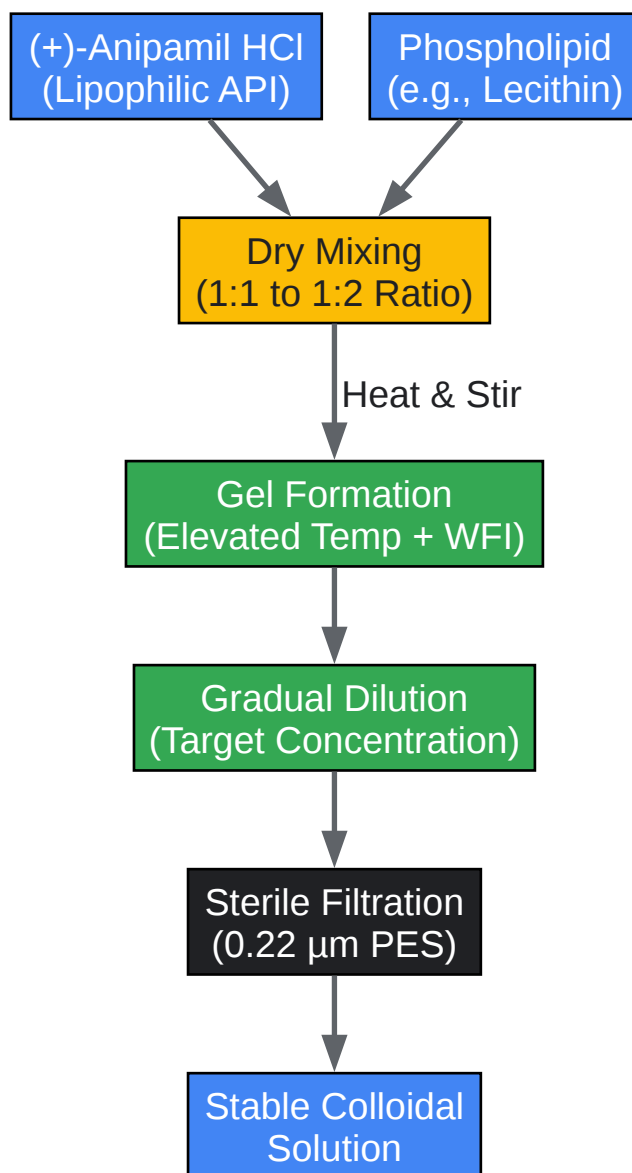 (+)-Anipamil HCl
(Lipophilic API)
Phospholipid
(e.g., Lecithin)
Dry Mixing
(1:1 to 1:2 Ratio)
Heat & Stir
Gel Formation
(Elevated Temp + WFI)
Gradual Dilution
(Target Concentration)
Sterile Filtration
(0.22 µm PES)
Stable Colloidal
Solution